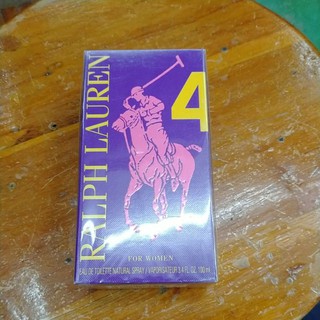 RALPH LAUREN
4
FOR WOMEN
EAU DE TOILETTE NATURAL SPRAY / VAPORISATEUR 3.4 FL. OZ. 100 ml